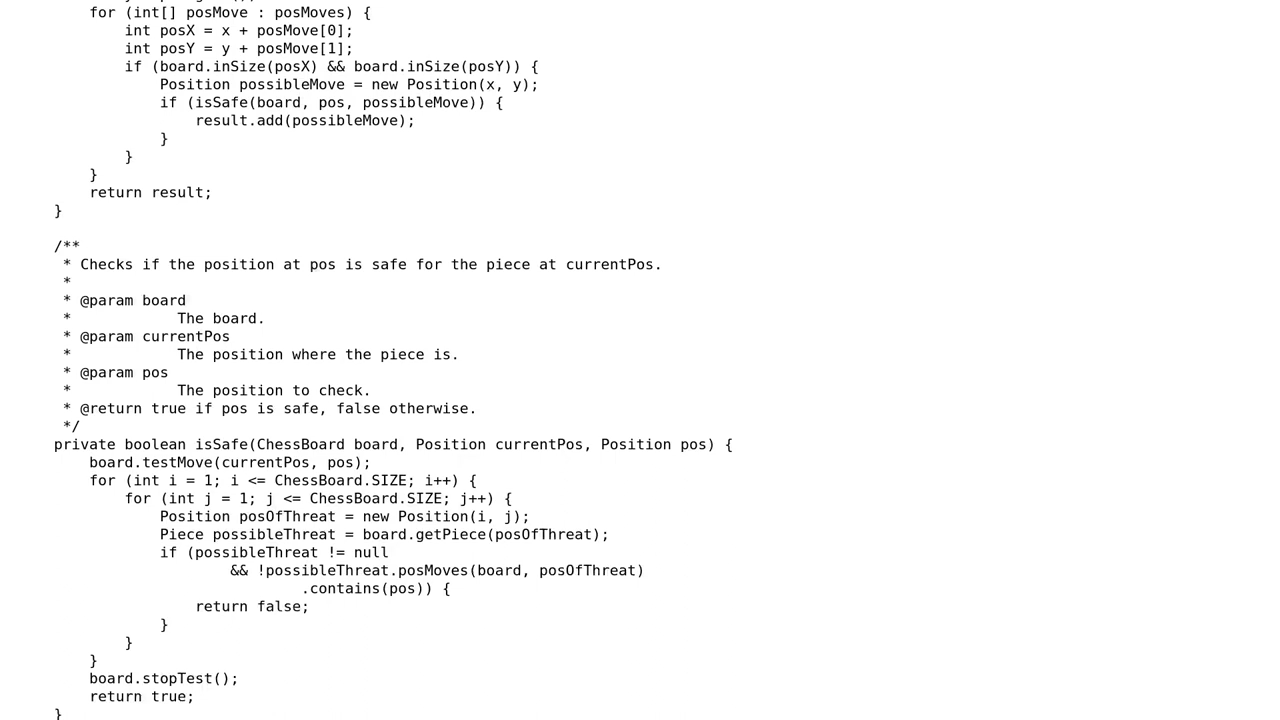 for (int[] posMove : posMoves) {
int posX = x + posMove[0];
int posY = y + posMove[1];
if (board.inSize(posX) && board.inSize(posY)) {
Position possibleMove = new Position(x, y);
if (isSafe(board, pos, possibleMove)) {
result.add(possibleMove);
}
}
}
return result;
}
/**
* Checks if the position at pos is safe for the piece at currentPos.
*
* @param board
* The board.
* @param currentPos
* The position where the piece is.
* @param pos
* The position to check.
* @return true if pos is safe, false otherwise.
*/
private boolean isSafe(ChessBoard board, Position currentPos, Position pos) {
board.testMove(currentPos, pos);
for (int i = 1; i <= ChessBoard.SIZE; i++) {
for (int j = 1; j <= ChessBoard.SIZE; j++) {
Position posOfThreat = new Position(i, j);
Piece possibleThreat = board.getPiece(posOfThreat);
if (possibleThreat != null
&& !possibleThreat.posMoves(board, posOfThreat)
.contains(pos)) {
return false;
}
}
}
board.stopTest();
return true;
}